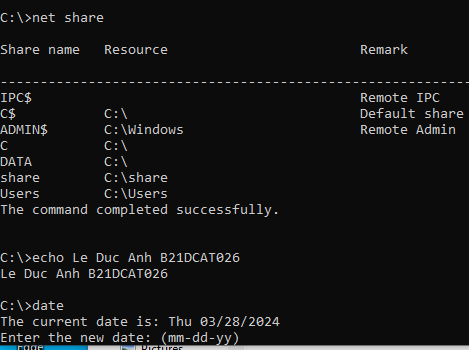 C:\>net share
Share name   Resource                        Remark
-------------------------------------------------------------------------------
IPC$                                         Remote IPC
C$           C:\                             Default share
ADMIN$       C:\Windows                      Remote Admin
C            C:\
DATA         C:\
share        C:\share
Users        C:\Users
The command completed successfully.
C:\>echo Le Duc Anh B21DCAT026
Le Duc Anh B21DCAT026
C:\>date
The current date is: Thu 03/28/2024
Enter the new date: (mm-dd-yy)
Edge Pictures